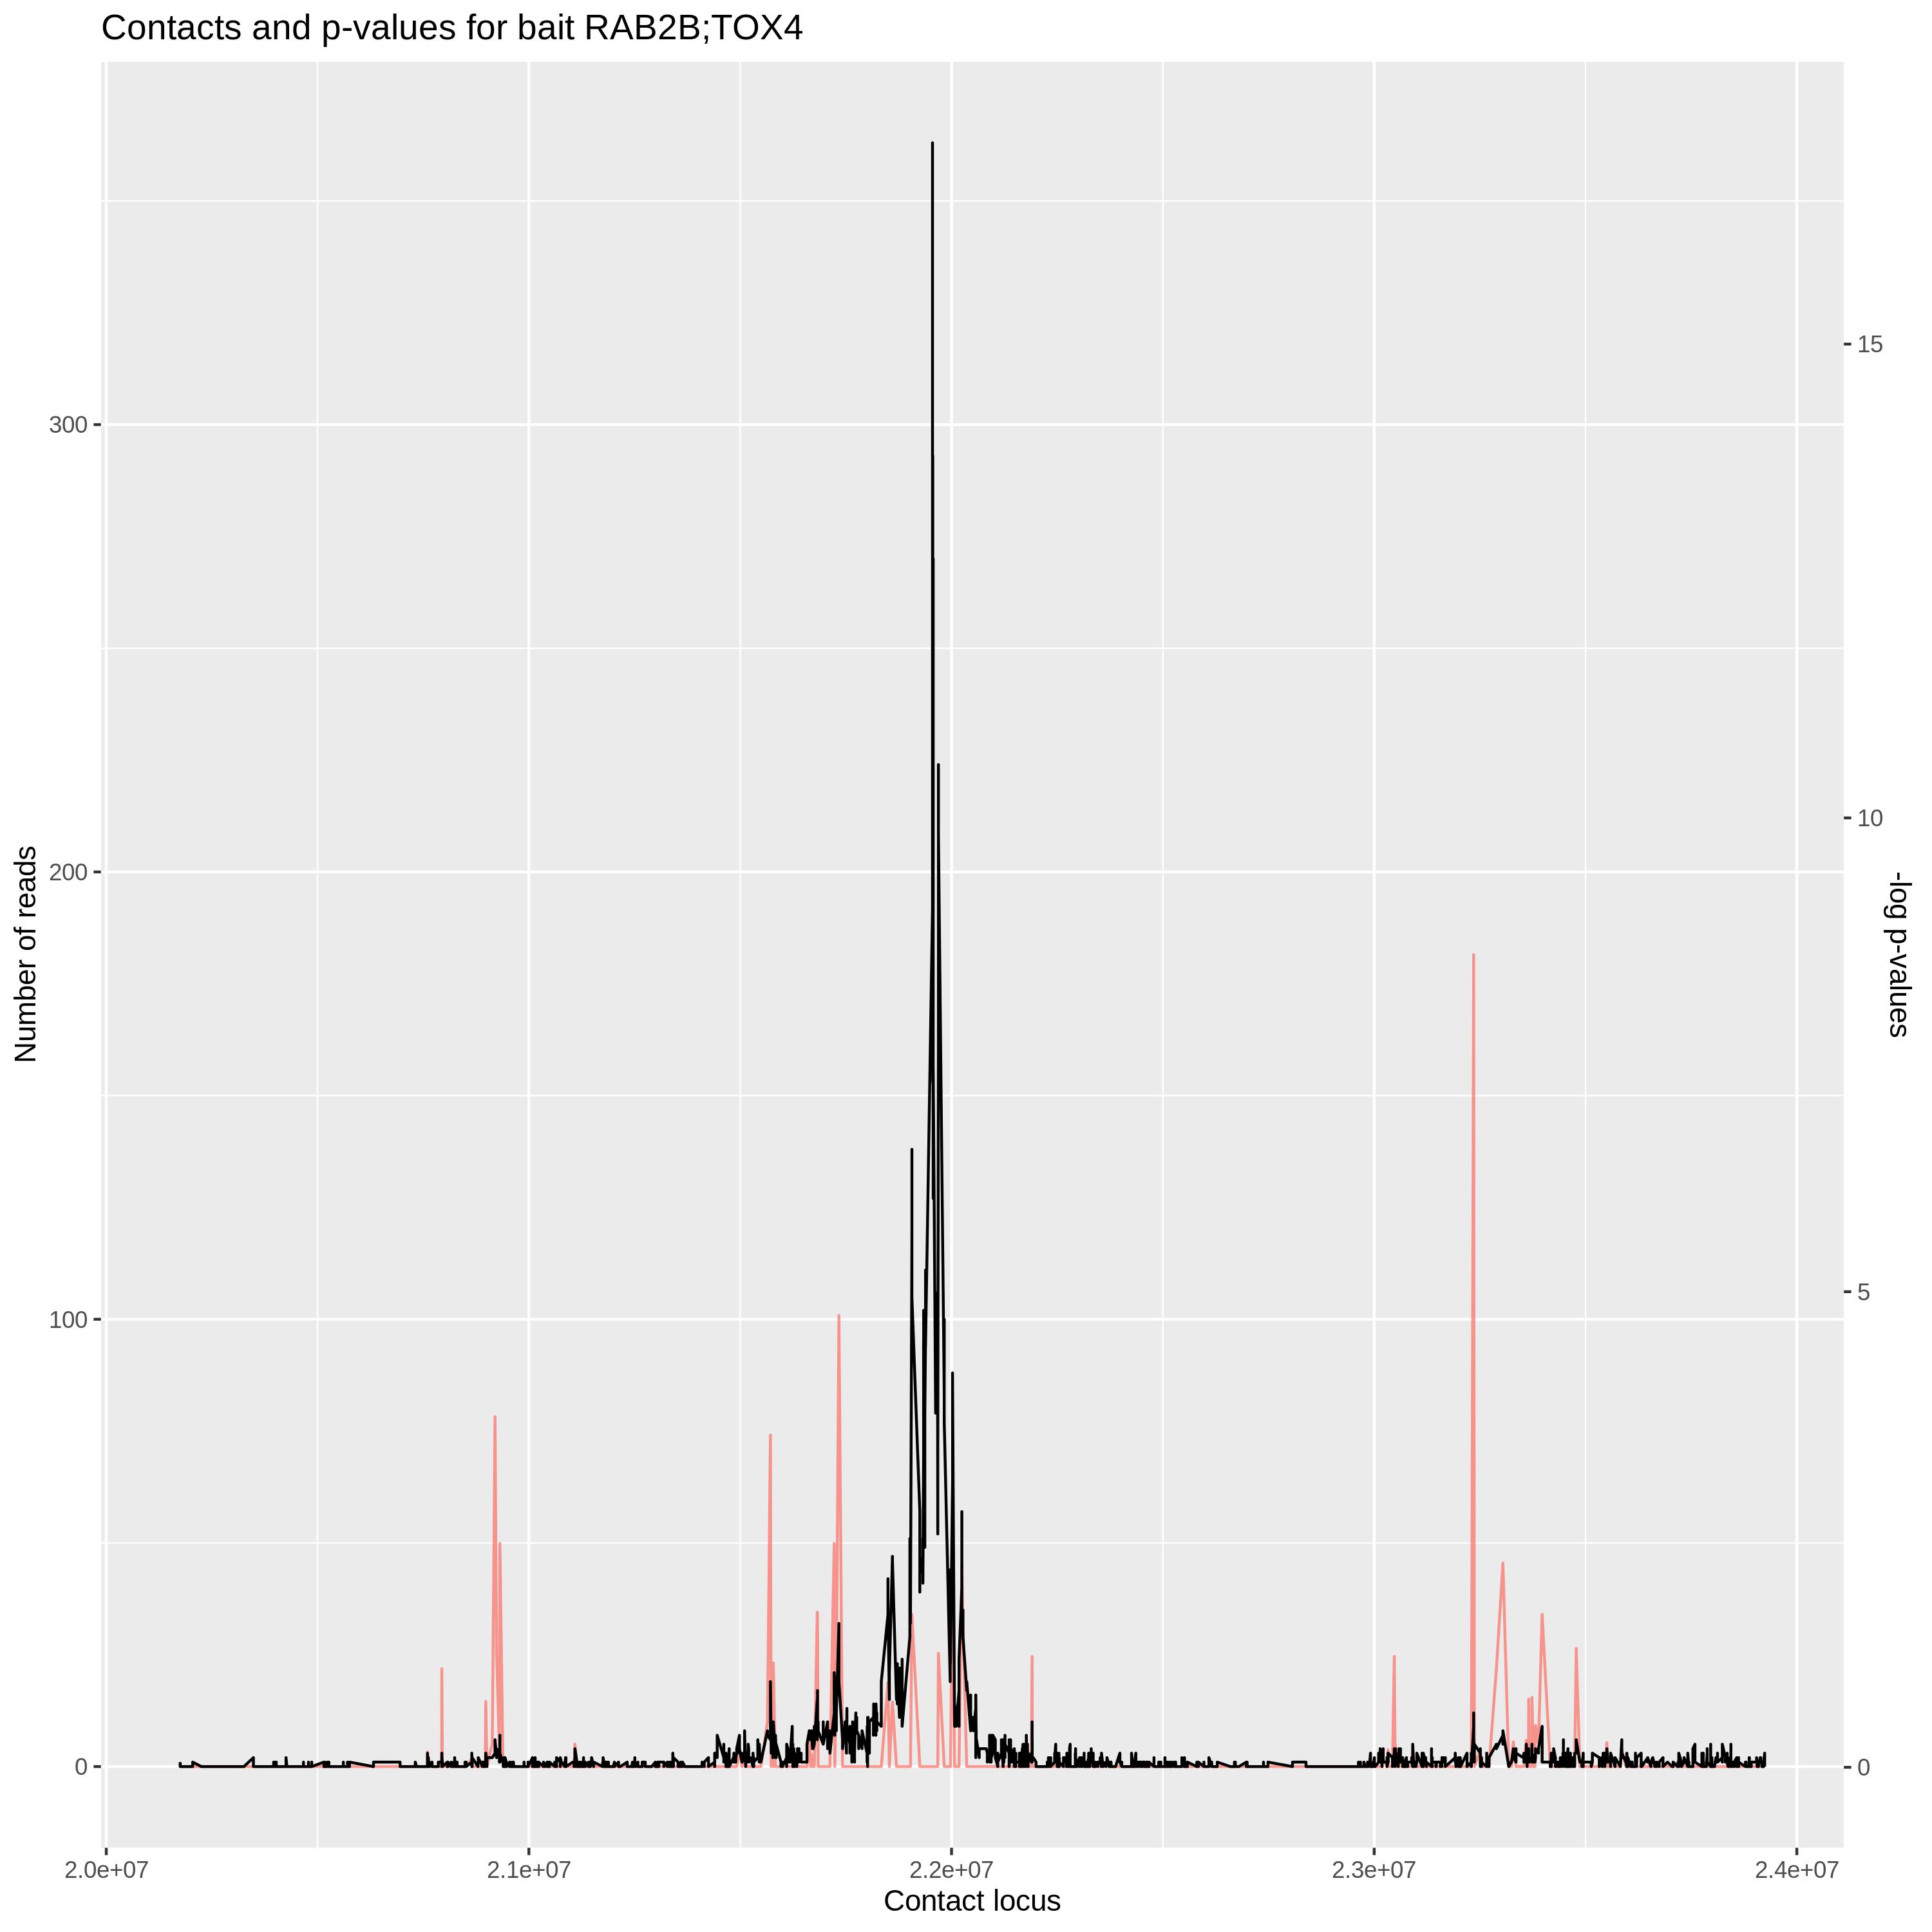 Contacts and p-values for bait RAB2B;TOX4
Number of reads
300
200
100
0
15
10
5
0
-log p-values
2.0e+07
2.1e+07
2.2e+07
2.3e+07
2.4e+07
Contact locus